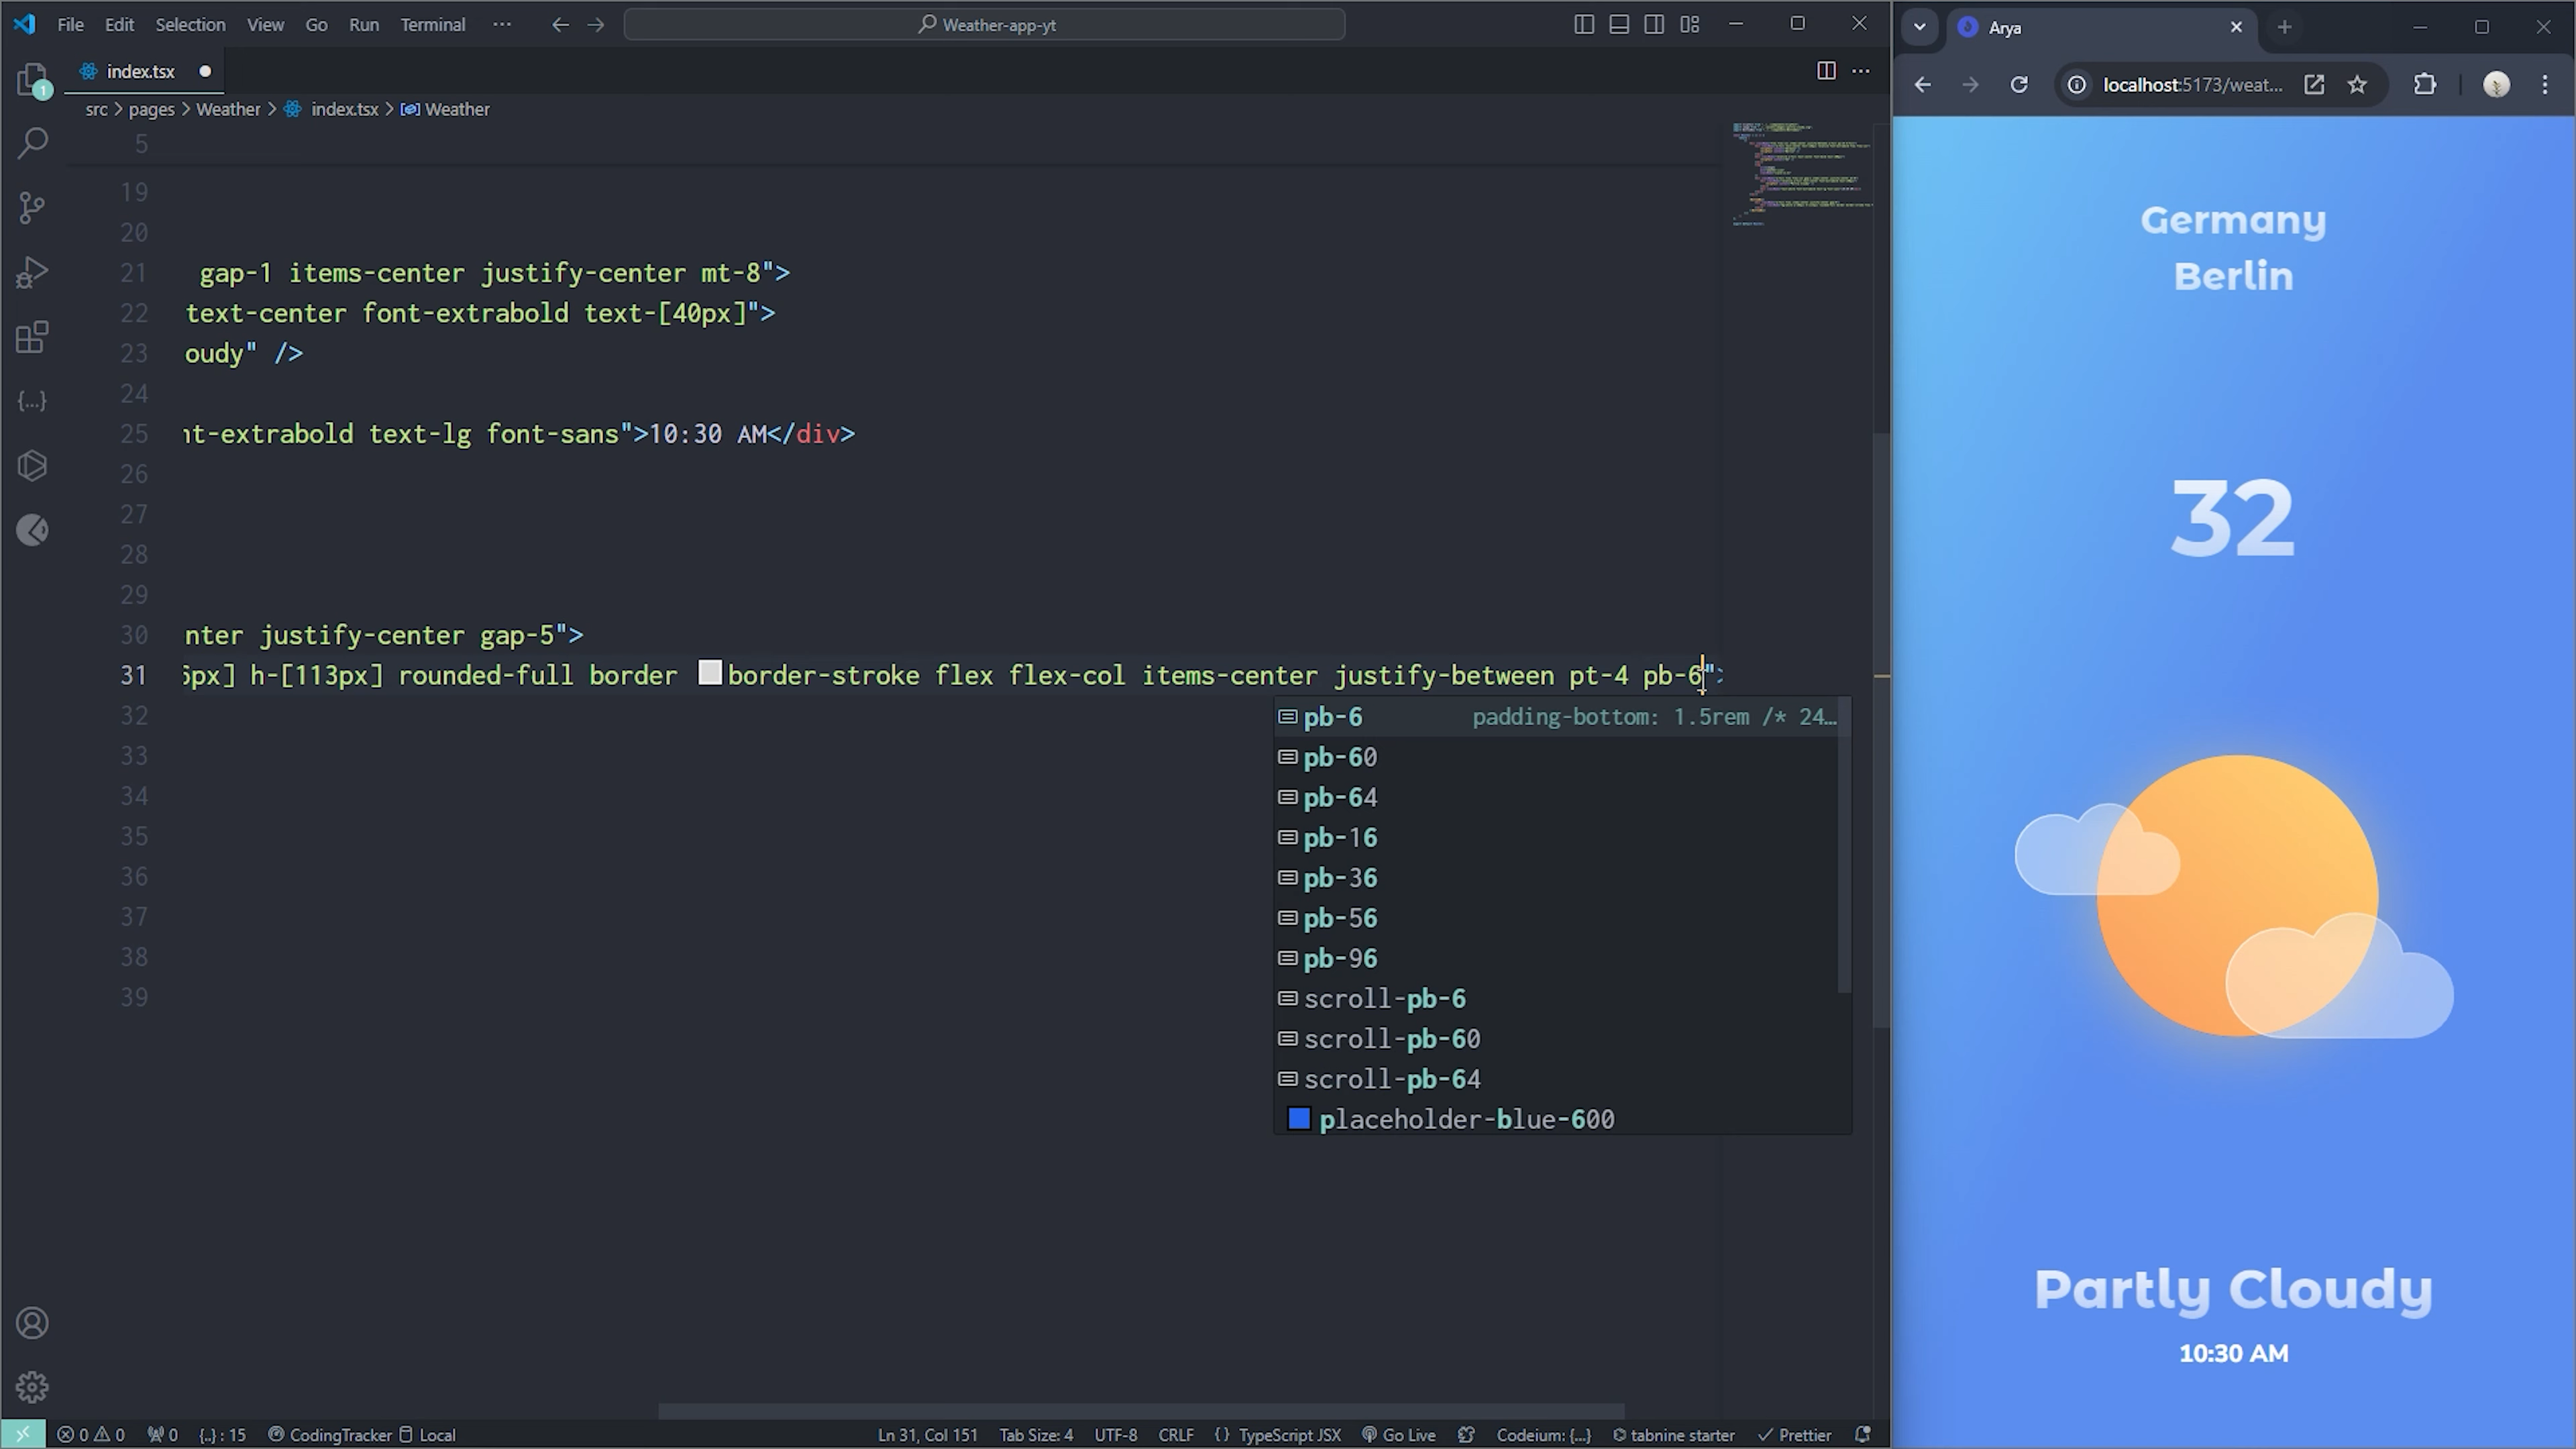 File Edit Selection View Go Run Terminal ··· Weather-app-yt
index.tsx
src > pages > Weather > index.tsx > Weather
5
19
20
21 gap-1 items-center justify-center mt-8">
22 text-center font-extrabold text-[40px]">
23 oudy" />
24
25 nt-extrabold text-lg font-sans">10:30 AM</div>
26
27
28
29
30 nter justify-center gap-5">
31 5px] h-[113px] rounded-full border border-stroke flex flex-col items-center justify-between pt-4 pb-6">
32
33
34
35
36
37
38
39
pb-6 padding-bottom: 1.5rem /* 24…
pb-60
pb-64
pb-16
pb-36
pb-56
pb-96
scroll-pb-6
scroll-pb-60
scroll-pb-64
placeholder-blue-600
1
{...}
0 0 0 {..} : 15 CodingTracker Local Ln 31, Col 151 Tab Size: 4 UTF-8 CRLF {} TypeScript JSX Go Live Codeium: {...} tabnine starter Prettier
Arya
localhost:5173/weat...
Germany
Berlin
32
Partly Cloudy
10:30 AM